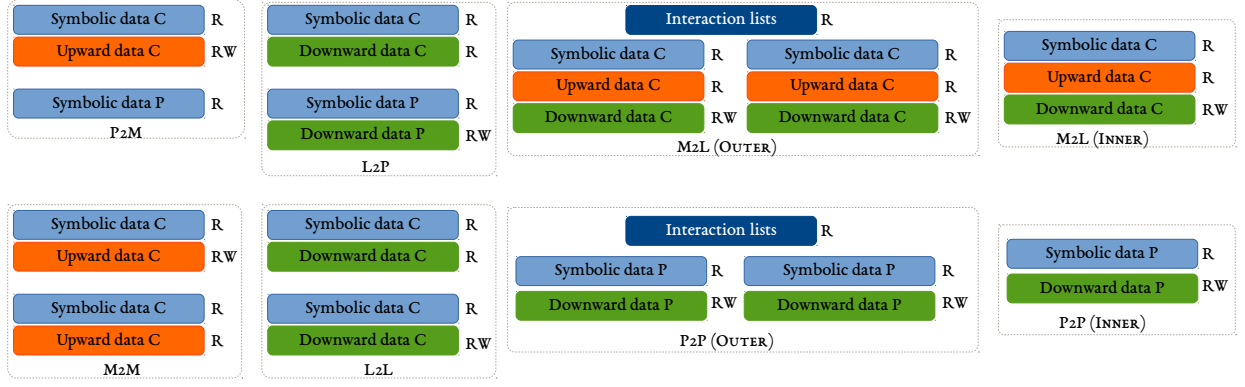 Symbolic data C R
Upward data C RW
Symbolic data P R
P2M
Symbolic data C R
Downward data C R
Symbolic data P R
Downward data P RW
L2P
Interaction lists R
Symbolic data C R Symbolic data C R
Upward data C R Upward data C R
Downward data C RW Downward data C RW
M2L (Outer)
Symbolic data C R
Upward data C R
Downward data C RW
M2L (Inner)
Symbolic data C R
Upward data C RW
Symbolic data C R
Upward data C R
M2M
Symbolic data C R
Downward data C R
Symbolic data C R
Downward data C RW
L2L
Interaction lists R
Symbolic data P R Symbolic data P R
Downward data P RW Downward data P RW
P2P (Outer)
Symbolic data P R
Downward data P RW
P2P (Inner)